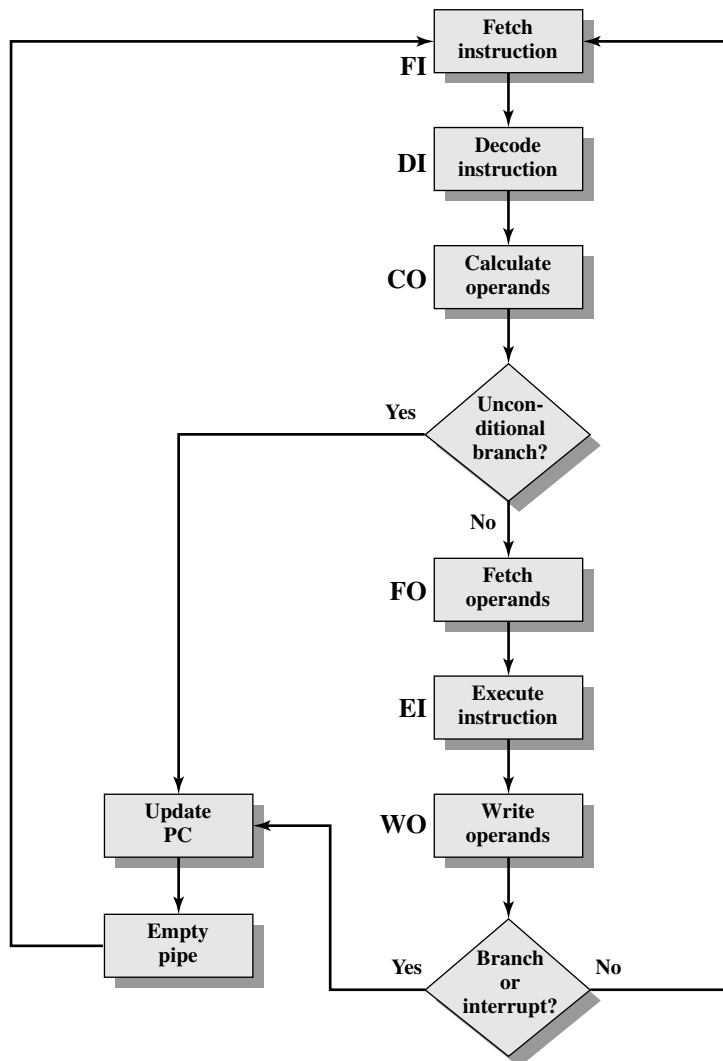 Fetch
instruction
FI
Decode
instruction
DI
Calculate
operands
CO
Uncon-
ditional
branch?
Yes
No
Fetch
operands
FO
Execute
instruction
EI
Write
operands
WO
Update
PC
Empty
pipe
Yes
Branch
or
interrupt?
No